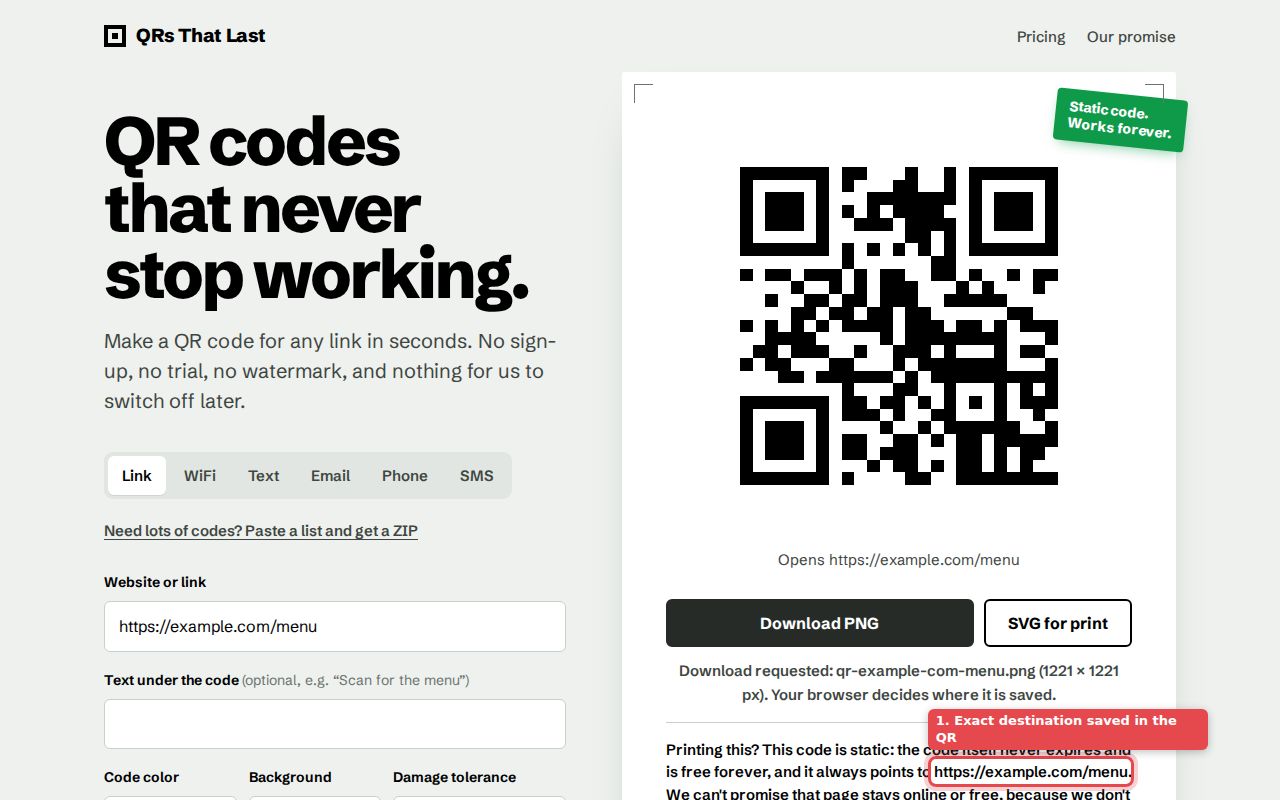 QRs That Last
Pricing
Our promise
QR codes
that never
stop working.
Make a QR code for any link in seconds. No sign-
up, no trial, no watermark, and nothing for us to
switch off later.
Link
WiFi
Text
Email
Phone
SMS
Need lots of codes? Paste a list and get a ZIP
Website or link
https://example.com/menu
Text under the code (optional, e.g. “Scan for the menu”)
Code color
Background
Damage tolerance
Static code.
Works forever.
Opens https://example.com/menu
Download PNG
SVG for print
Download requested: qr-example-com-menu.png (1221 × 1221
px). Your browser decides where it is saved.
1. Exact destination saved in the
QR
Printing this? This code is static: the code itself never expires and
is free forever, and it always points to https://example.com/menu.
We can't promise that page stays online or free, because we don't